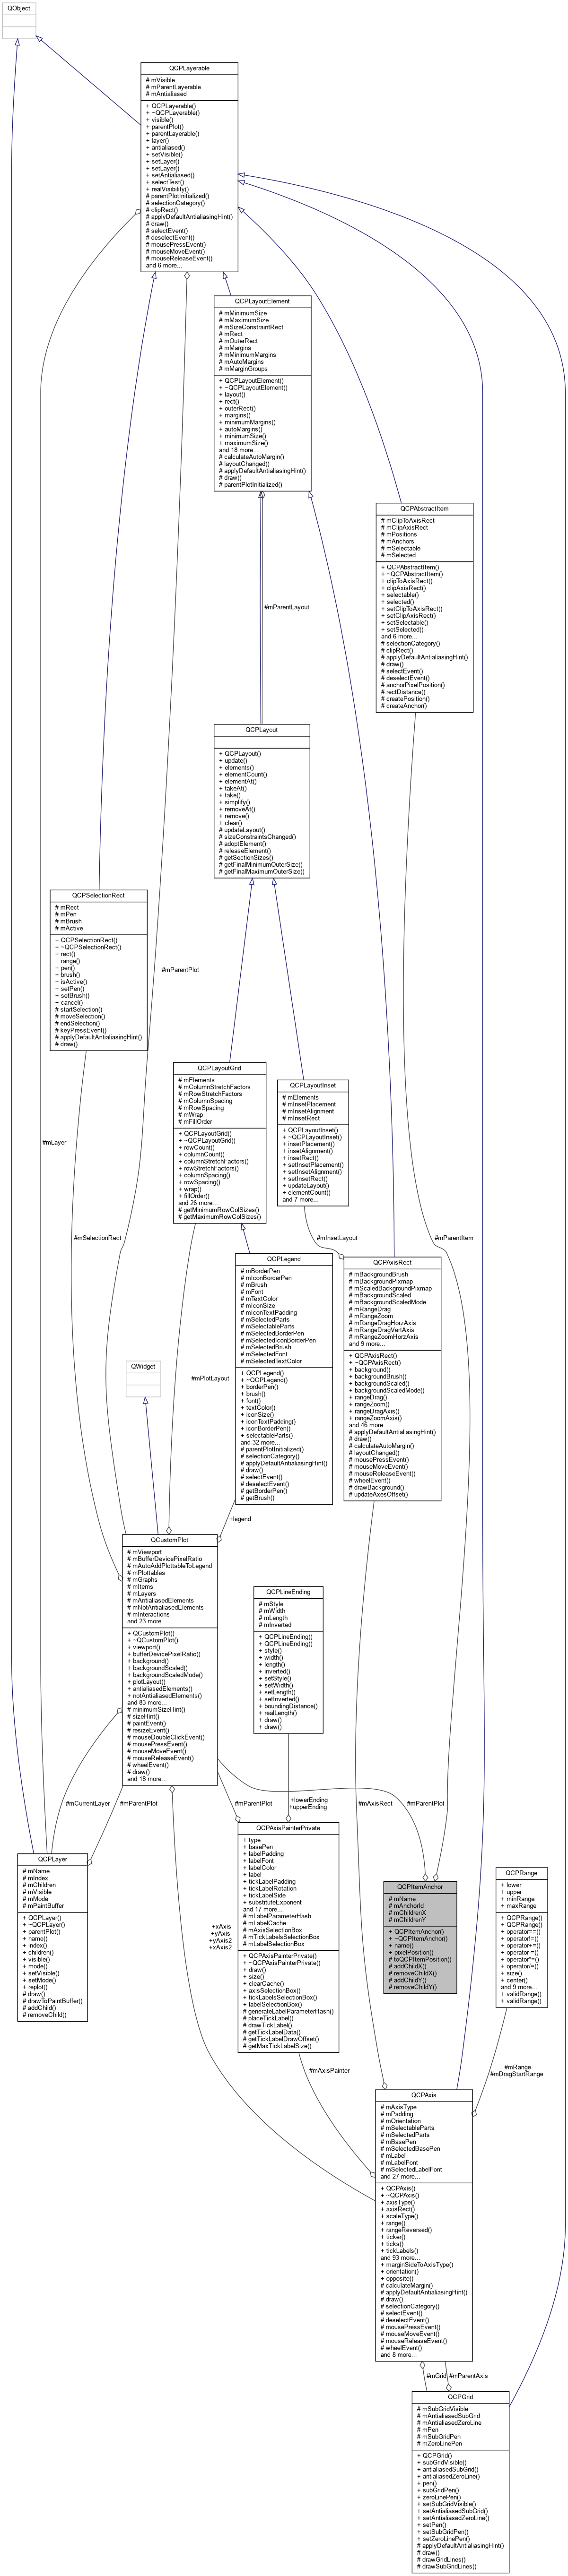 QObject
QCPLayerable
# mVisible
# mParentLayerable
# mAntialiased
+ QCPLayerable()
+ ~QCPLayerable()
+ visible()
+ parentPlot()
+ parentLayerable()
+ layer()
+ antialiased()
+ setVisible()
+ setLayer()
+ setLayer()
+ setAntialiased()
+ selectTest()
+ realVisibility()
# parentPlotInitialized()
# selectionCategory()
# clipRect()
# applyDefaultAntialiasingHint()
# draw()
# selectEvent()
# deselectEvent()
# mousePressEvent()
# mouseMoveEvent()
# mouseReleaseEvent()
and 6 more...
QCPLayoutElement
# mMinimumSize
# mMaximumSize
# mSizeConstraintRect
# mRect
# mOuterRect
# mMargins
# mMinimumMargins
# mAutoMargins
# mMarginGroups
+ QCPLayoutElement()
+ ~QCPLayoutElement()
+ layout()
+ rect()
+ outerRect()
+ margins()
+ minimumMargins()
+ autoMargins()
+ minimumSize()
+ maximumSize()
and 18 more...
# calculateAutoMargin()
# layoutChanged()
# applyDefaultAntialiasingHint()
# draw()
# parentPlotInitialized()
QCPAbstractItem
# mClipToAxisRect
# mClipAxisRect
# mPositions
# mAnchors
# mSelectable
# mSelected
+ QCPAbstractItem()
+ ~QCPAbstractItem()
+ clipToAxisRect()
+ clipAxisRect()
+ selectable()
+ selected()
+ setClipToAxisRect()
+ setClipAxisRect()
+ setSelectable()
+ setSelected()
and 6 more...
# selectionCategory()
# clipRect()
# applyDefaultAntialiasingHint()
# draw()
# selectEvent()
# deselectEvent()
# anchorPixelPosition()
# rectDistance()
# createPosition()
# createAnchor()
#mParentLayout
QCPLayout
+ QCPLayout()
+ update()
+ elements()
+ elementCount()
+ elementAt()
+ takeAt()
+ take()
+ simplify()
+ removeAt()
+ remove()
+ clear()
# updateLayout()
# sizeConstraintsChanged()
# adoptElement()
# releaseElement()
# getSectionSizes()
# getFinalMinimumOuterSize()
# getFinalMaximumOuterSize()
QCPSelectionRect
# mRect
# mPen
# mBrush
# mActive
+ QCPSelectionRect()
+ ~QCPSelectionRect()
+ rect()
+ range()
+ pen()
+ brush()
+ isActive()
+ setPen()
+ setBrush()
+ cancel()
# startSelection()
# moveSelection()
# endSelection()
# keyPressEvent()
# applyDefaultAntialiasingHint()
# draw()
#mParentPlot
QCPLayoutGrid
# mElements
# mColumnStretchFactors
# mRowStretchFactors
# mColumnSpacing
# mRowSpacing
# mWrap
# mFillOrder
+ QCPLayoutGrid()
+ ~QCPLayoutGrid()
+ rowCount()
+ columnCount()
+ columnStretchFactors()
+ rowStretchFactors()
+ columnSpacing()
+ rowSpacing()
+ wrap()
+ fillOrder()
and 26 more...
# getMinimumRowColSizes()
# getMaximumRowColSizes()
QCPLayoutInset
# mElements
# mInsetPlacement
# mInsetAlignment
# mInsetRect
+ QCPLayoutInset()
+ ~QCPLayoutInset()
+ insetPlacement()
+ insetAlignment()
+ insetRect()
+ setInsetPlacement()
+ setInsetAlignment()
+ setInsetRect()
+ updateLayout()
+ elementCount()
and 7 more...
#mLayer
#mSelectionRect
#mInsetLayout
#mParentItem
QCPLegend
# mBorderPen
# mIconBorderPen
# mBrush
# mFont
# mTextColor
# mIconSize
# mIconTextPadding
# mSelectedParts
# mSelectableParts
# mSelectedBorderPen
# mSelectedIconBorderPen
# mSelectedBrush
# mSelectedFont
# mSelectedTextColor
+ QCPLegend()
+ ~QCPLegend()
+ borderPen()
+ brush()
+ font()
+ textColor()
+ iconSize()
+ iconTextPadding()
+ iconBorderPen()
+ selectableParts()
and 32 more...
# parentPlotInitialized()
# selectionCategory()
# applyDefaultAntialiasingHint()
# draw()
# selectEvent()
# deselectEvent()
# getBorderPen()
# getBrush()
QCPAxisRect
# mBackgroundBrush
# mBackgroundPixmap
# mScaledBackgroundPixmap
# mBackgroundScaled
# mBackgroundScaledMode
# mRangeDrag
# mRangeZoom
# mRangeDragHorzAxis
# mRangeDragVertAxis
# mRangeZoomHorzAxis
and 9 more...
+ QCPAxisRect()
+ ~QCPAxisRect()
+ background()
+ backgroundBrush()
+ backgroundScaled()
+ backgroundScaledMode()
+ rangeDrag()
+ rangeZoom()
+ rangeDragAxis()
+ rangeZoomAxis()
and 46 more...
# applyDefaultAntialiasingHint()
# draw()
# calculateAutoMargin()
# layoutChanged()
# mousePressEvent()
# mouseMoveEvent()
# mouseReleaseEvent()
# wheelEvent()
# drawBackground()
# updateAxesOffset()
QWidget
#mPlotLayout
+legend
QCustomPlot
# mViewport
# mBufferDevicePixelRatio
# mAutoAddPlottableToLegend
# mPlottables
# mGraphs
# mItems
# mLayers
# mAntialiasedElements
# mNotAntialiasedElements
# mInteractions
and 23 more...
+ QCustomPlot()
+ ~QCustomPlot()
+ viewport()
+ bufferDevicePixelRatio()
+ background()
+ backgroundScaled()
+ backgroundScaledMode()
+ plotLayout()
+ antialiasedElements()
+ notAntialiasedElements()
and 83 more...
# minimumSizeHint()
# sizeHint()
# paintEvent()
# resizeEvent()
# mouseDoubleClickEvent()
# mousePressEvent()
# mouseMoveEvent()
# mouseReleaseEvent()
# wheelEvent()
# draw()
and 18 more...
QCPLineEnding
# mStyle
# mWidth
# mLength
# mInverted
+ QCPLineEnding()
+ QCPLineEnding()
+ style()
+ width()
+ length()
+ inverted()
+ setStyle()
+ setWidth()
+ setLength()
+ setInverted()
+ boundingDistance()
+ realLength()
+ draw()
+ draw()
#mCurrentLayer
#mParentPlot
#mParentPlot
+lowerEnding
+upperEnding
#mAxisRect
#mParentPlot
QCPLayer
# mName
# mIndex
# mChildren
# mVisible
# mMode
# mPaintBuffer
+ QCPLayer()
+ ~QCPLayer()
+ parentPlot()
+ name()
+ index()
+ children()
+ visible()
+ mode()
+ setVisible()
+ setMode()
+ replot()
# draw()
# drawToPaintBuffer()
# addChild()
# removeChild()
+xAxis
+yAxis
+yAxis2
+xAxis2
QCPAxisPainterPrivate
+ type
+ basePen
+ labelPadding
+ labelFont
+ labelColor
+ label
+ tickLabelPadding
+ tickLabelRotation
+ tickLabelSide
+ substituteExponent
and 17 more...
# mLabelParameterHash
# mLabelCache
# mAxisSelectionBox
# mTickLabelsSelectionBox
# mLabelSelectionBox
+ QCPAxisPainterPrivate()
+ ~QCPAxisPainterPrivate()
+ draw()
+ size()
+ clearCache()
+ axisSelectionBox()
+ tickLabelsSelectionBox()
+ labelSelectionBox()
# generateLabelParameterHash()
# placeTickLabel()
# drawTickLabel()
# getTickLabelData()
# getTickLabelDrawOffset()
# getMaxTickLabelSize()
QCPItemAnchor
# mName
# mAnchorId
# mChildrenX
# mChildrenY
+ QCPItemAnchor()
+ ~QCPItemAnchor()
+ name()
+ pixelPosition()
# toQCPItemPosition()
# addChildX()
# removeChildX()
# addChildY()
# removeChildY()
QCPRange
+ lower
+ upper
+ minRange
+ maxRange
+ QCPRange()
+ QCPRange()
+ operator==()
+ operator!=()
+ operator+=()
+ operator-=()
+ operator*=()
+ operator/=()
+ size()
+ center()
and 9 more...
+ validRange()
+ validRange()
#mAxisPainter
#mRange
#mDragStartRange
QCPAxis
# mAxisType
# mPadding
# mOrientation
# mSelectableParts
# mSelectedParts
# mBasePen
# mSelectedBasePen
# mLabel
# mLabelFont
# mSelectedLabelFont
and 27 more...
+ QCPAxis()
+ ~QCPAxis()
+ axisType()
+ axisRect()
+ scaleType()
+ range()
+ rangeReversed()
+ ticker()
+ ticks()
+ tickLabels()
and 93 more...
+ marginSideToAxisType()
+ orientation()
+ opposite()
# calculateMargin()
# applyDefaultAntialiasingHint()
# draw()
# selectionCategory()
# selectEvent()
# deselectEvent()
# mousePressEvent()
# mouseMoveEvent()
# mouseReleaseEvent()
# wheelEvent()
and 8 more...
#mGrid
#mParentAxis
QCPGrid
# mSubGridVisible
# mAntialiasedSubGrid
# mAntialiasedZeroLine
# mPen
# mSubGridPen
# mZeroLinePen
+ QCPGrid()
+ subGridVisible()
+ antialiasedSubGrid()
+ antialiasedZeroLine()
+ pen()
+ subGridPen()
+ zeroLinePen()
+ setSubGridVisible()
+ setAntialiasedSubGrid()
+ setAntialiasedZeroLine()
+ setPen()
+ setSubGridPen()
+ setZeroLinePen()
# applyDefaultAntialiasingHint()
# draw()
# drawGridLines()
# drawSubGridLines()